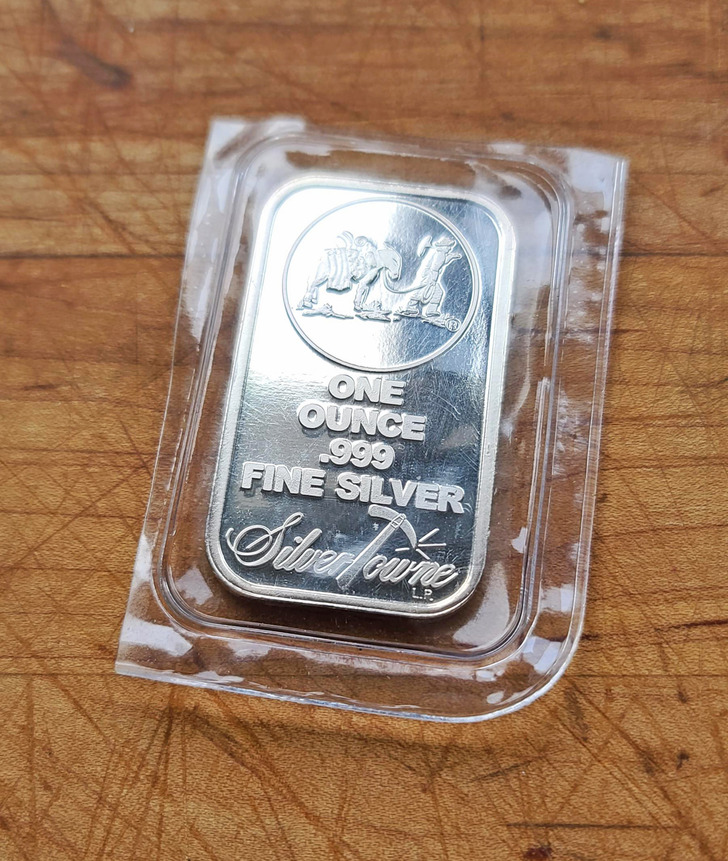 ®
ONE
OUNCE
.999
FINE SILVER
SilverTowne
L.P.